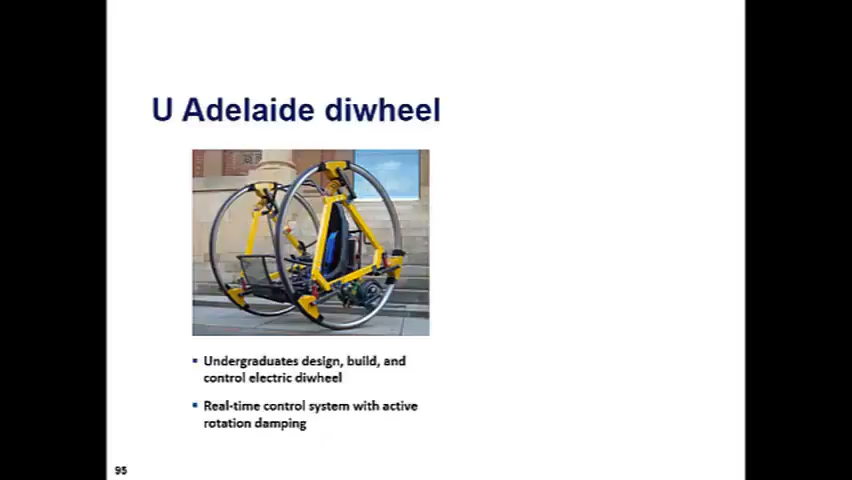 U Adelaide diwheel
▪ Undergraduates design, build, and
control electric diwheel
▪ Real-time control system with active
rotation damping
95